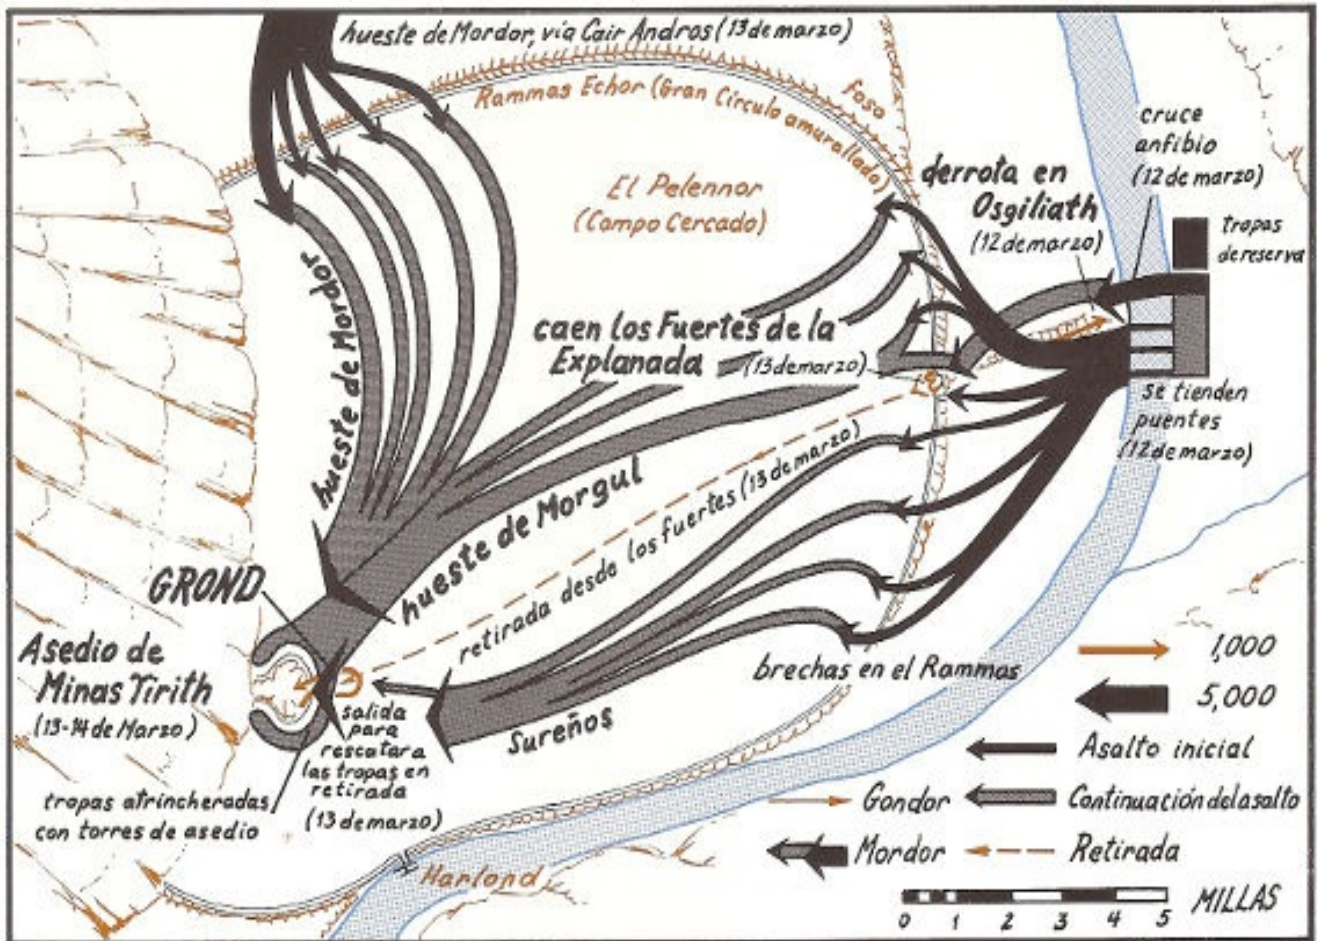 hueste de Mordor, vía Cair Andros (13 de marzo)
Rammas Echor (Gran Círculo amurallado)
foso
cruce
anfibio
(12 de marzo)
El Pelennor
(Campo Cercado)
derrota en
Osgiliath
(12 de marzo)
tropas
de reserva
hueste de Mordor
caen los Fuertes de la
Explanada
(13 de marzo)
se tienden
puentes
(12 de marzo)
hueste de Morgul
retirada desde los fuertes (13 de marzo)
GROND
Asedio de
Minas Tirith
(13-14 de Marzo)
brechas en el Rammas
Sureños
salida
para
rescatar a
las tropas en
retirada
(13 de marzo)
tropas atrincheradas
con torres de asedio
Harlond
1,000
5,000
Asalto inicial
Gondor
Continuación del asalto
Mordor
Retirada
0 1 2 3 4 5
MILLAS